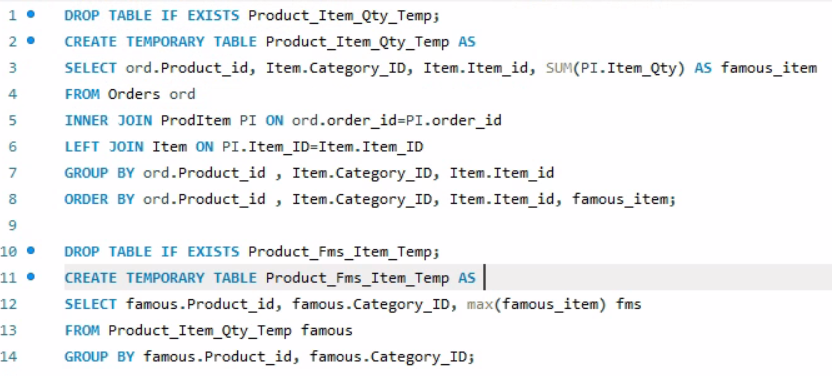 1 DROP TABLE IF EXISTS Product_Item_Qty_Temp;
2 CREATE TEMPORARY TABLE Product_Item_Qty_Temp AS
3 SELECT ord.Product_id, Item.Category_ID, Item.Item_id, SUM(PI.Item_Qty) AS famous_item
4 FROM Orders ord
5 INNER JOIN ProdItem PI ON ord.order_id=PI.order_id
6 LEFT JOIN Item ON PI.Item_ID=Item.Item_ID
7 GROUP BY ord.Product_id , Item.Category_ID, Item.Item_id
8 ORDER BY ord.Product_id , Item.Category_ID, Item.Item_id, famous_item;
9
10 DROP TABLE IF EXISTS Product_Fms_Item_Temp;
11 CREATE TEMPORARY TABLE Product_Fms_Item_Temp AS
12 SELECT famous.Product_id, famous.Category_ID, max(famous_item) fms
13 FROM Product_Item_Qty_Temp famous
14 GROUP BY famous.Product_id, famous.Category_ID;